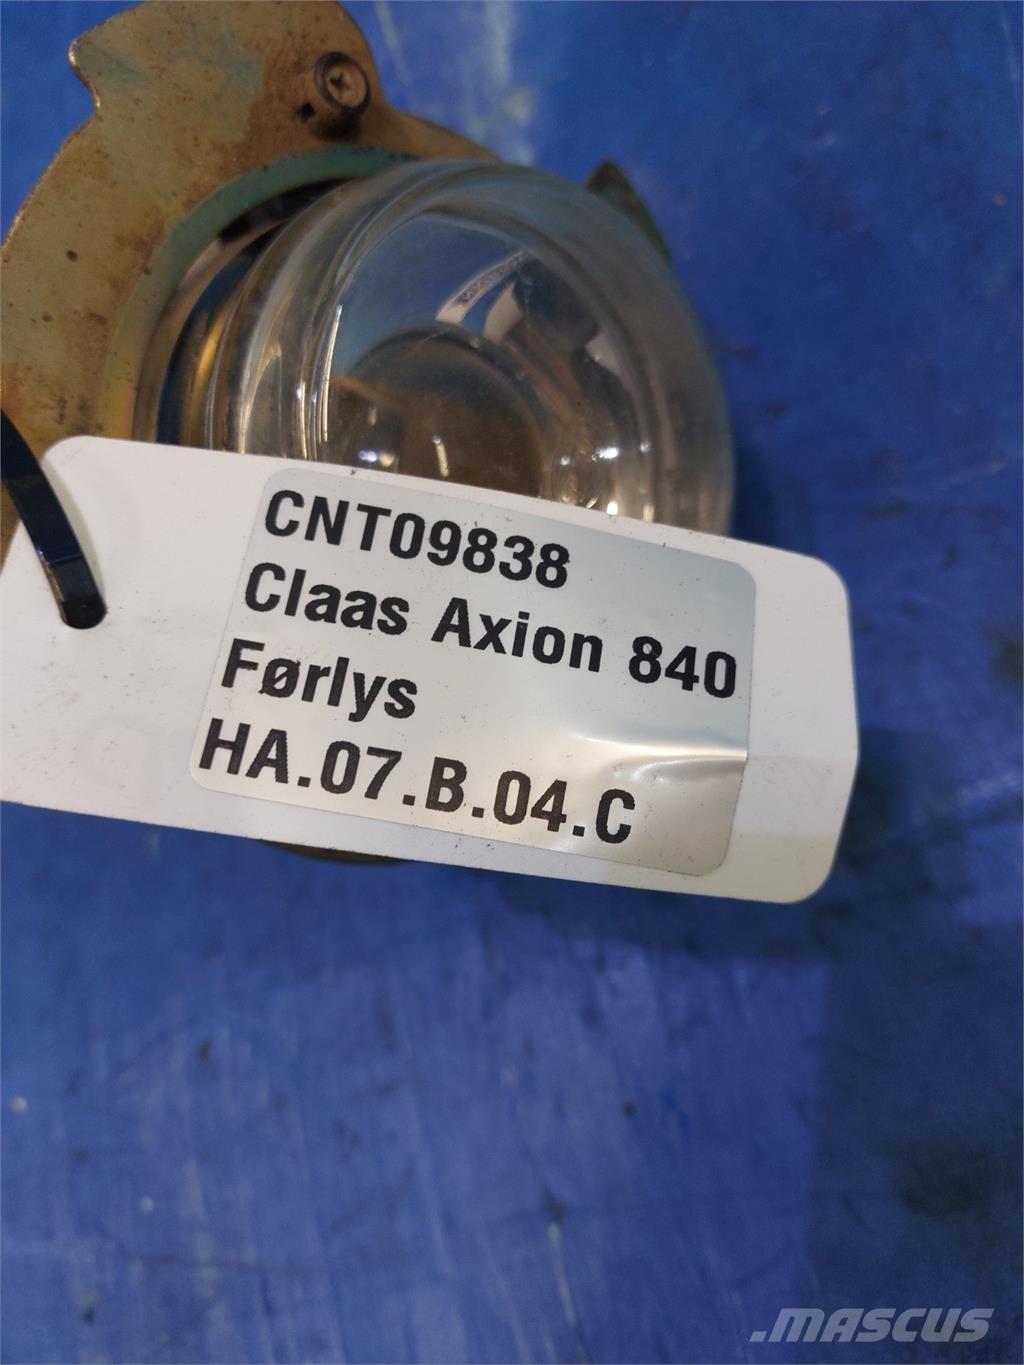 CNT09838
Claas Axion 840
Førlys
HA.07.B.04.C
.MASCUS